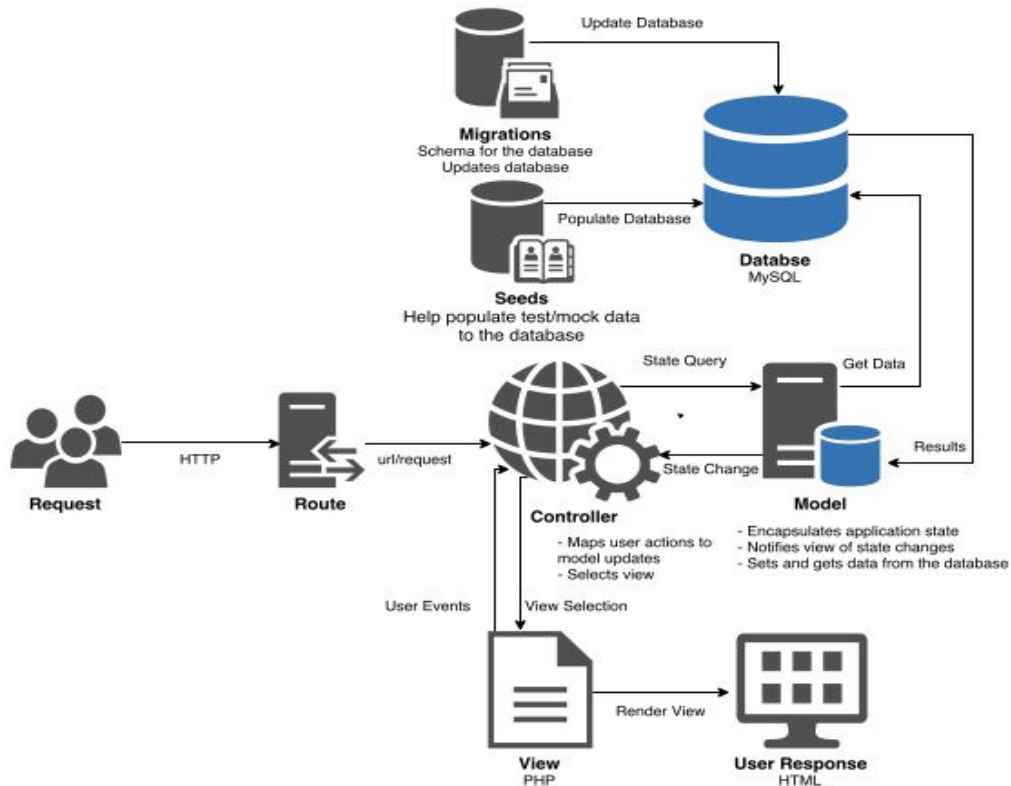 Update Database
Migrations
Schema for the database
Updates database
Populate Database
Databse
MySQL
Seeds
Help populate test/mock data
to the database
State Query
Get Data
HTTP
url/request
State Change
Results
Request
Route
Controller
Model
- Maps user actions to
model updates
- Selects view
- Encapsulates application state
- Notifies view of state changes
- Sets and gets data from the database
User Events
View Selection
Render View
View
PHP
User Response
HTML